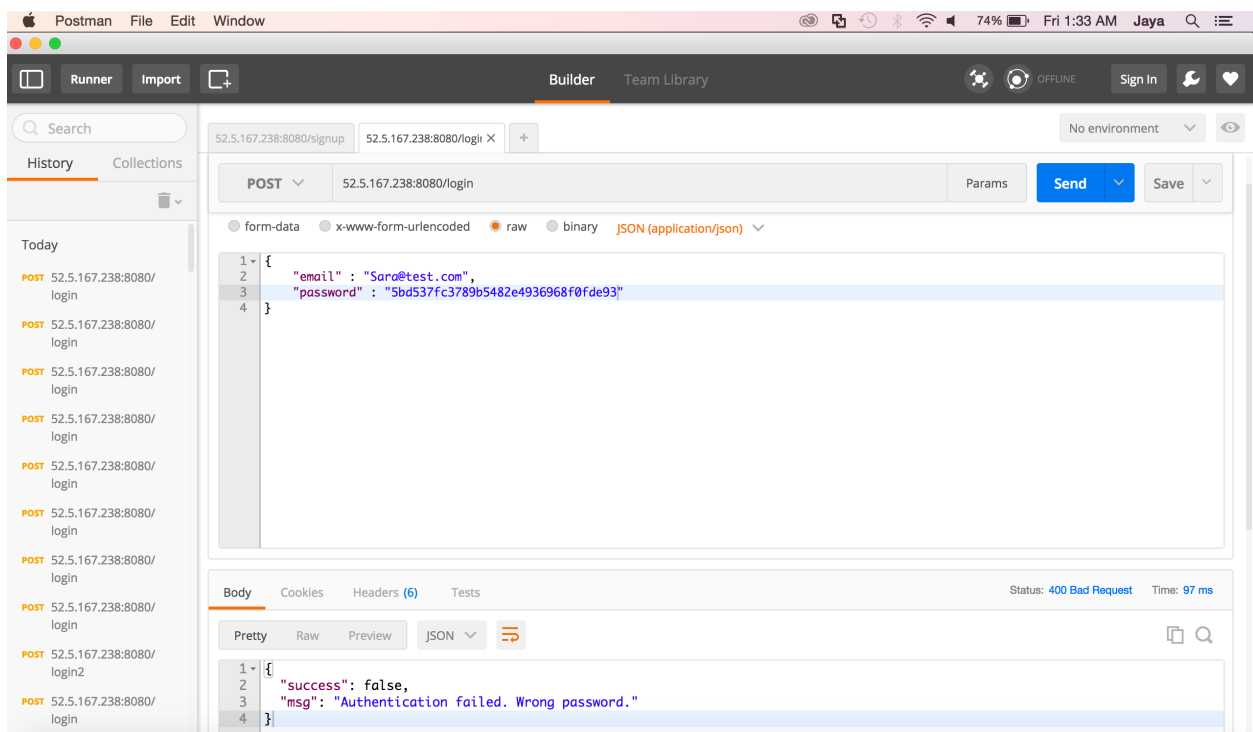 Postman File Edit Window 74% Fri 1:33 AM Jaya
Runner Import Builder Team Library OFFLINE Sign In
Search
History Collections
Today
POST 52.5.167.238:8080/
login
POST 52.5.167.238:8080/
login
POST 52.5.167.238:8080/
login
POST 52.5.167.238:8080/
login
POST 52.5.167.238:8080/
login
POST 52.5.167.238:8080/
login
POST 52.5.167.238:8080/
login
POST 52.5.167.238:8080/
login
POST 52.5.167.238:8080/
login2
POST 52.5.167.238:8080/
login
52.5.167.238:8080/signup 52.5.167.238:8080/logi × + No environment
POST 52.5.167.238:8080/login Params Send Save
form-data x-www-form-urlencoded raw binary JSON (application/json)
1 {
2 "email" : "Sara@test.com",
3 "password" : "5bd537fc3789b5482e4936968f0fde93"
4 }
Body Cookies Headers (6) Tests Status: 400 Bad Request Time: 97 ms
Pretty Raw Preview JSON
1 {
2 "success": false,
3 "msg": "Authentication failed. Wrong password."
4 }